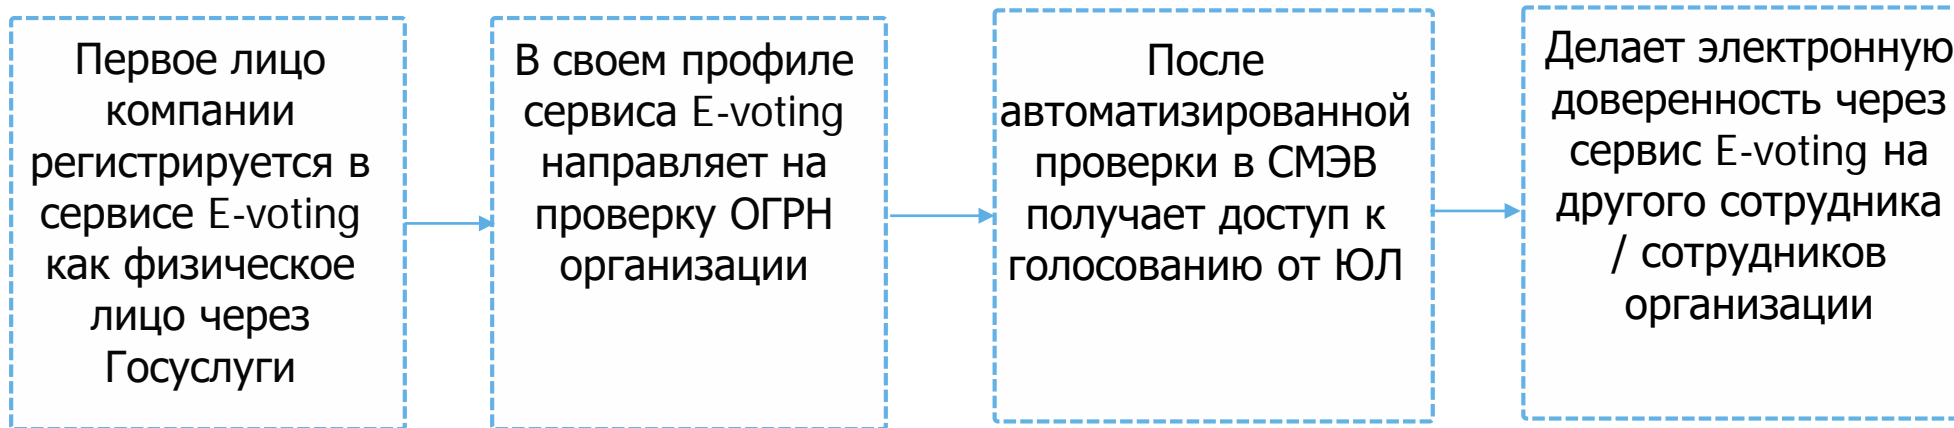 Первое лицо
компании
регистрируется в
сервисе E-voting
как физическое
лицо через
Госуслуги
В своем профиле
сервиса E-voting
направляет на
проверку ОГРН
организации
После
автоматизированной
проверки в СМЭВ
получает доступ к
голосованию от ЮЛ
Делает электронную
доверенность через
сервис E-voting на
другого сотрудника
/ сотрудников
организации